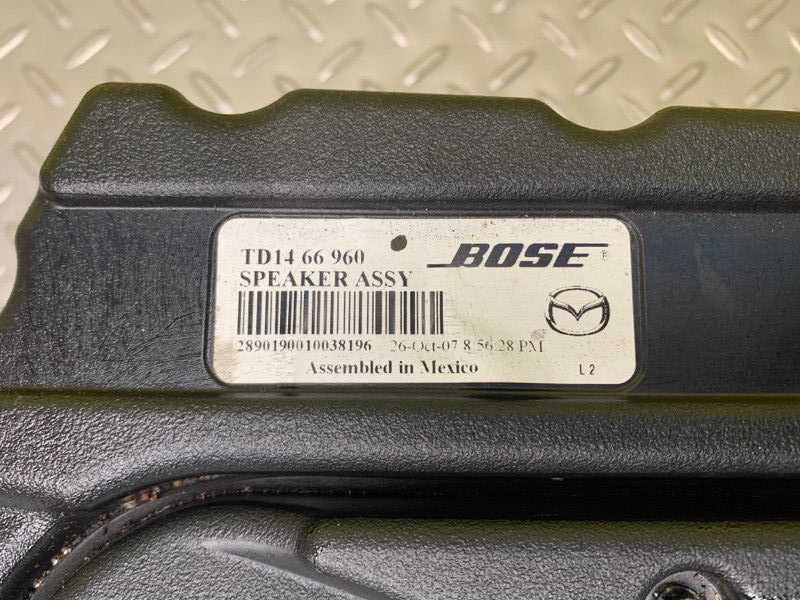 TD14 66 960
BOSE®
SPEAKER ASSY
2890190010038196 26-Oct-07 8:56:28 PM
Assembled in Mexico
L2